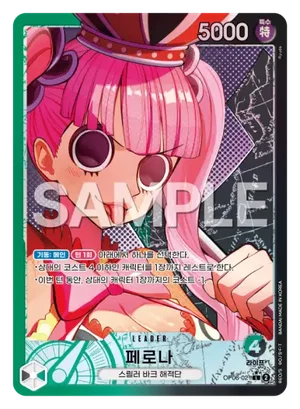 5000
특수
特
SAMPLE
기동: 메인 턴 1회 아래에서 하나를 선택한다.
•상대의 코스트 4 이하인 캐릭터를 1장까지 레스트로 한다.
•이번 턴 동안, 상대의 캐릭터 1장까지의 코스트 -1.
LEADER
페로나
스릴러 바크 해적단
4
라이프
OP06-021 L 2